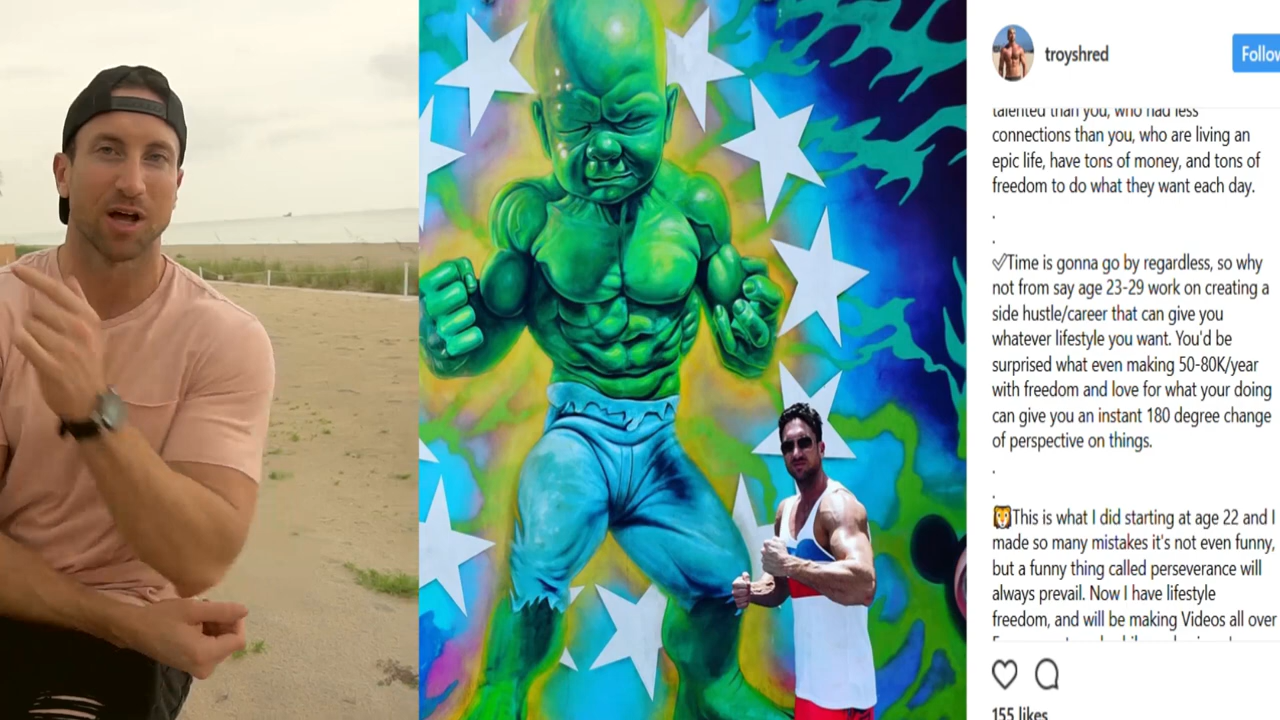 troyshred
Follow
talented than you, who had less
connections than you, who are living an
epic life, have tons of money, and tons of
freedom to do what they want each day.
.
.
✓Time is gonna go by regardless, so why
not from say age 23-29 work on creating a
side hustle/career that can give you
whatever lifestyle you want. You'd be
surprised what even making 50-80K/year
with freedom and love for what your doing
can give you an instant 180 degree change
of perspective on things.
.
.
🦁This is what I did starting at age 22 and I
made so many mistakes it's not even funny,
but a funny thing called perseverance will
always prevail. Now I have lifestyle
freedom, and will be making Videos all over
155 likes